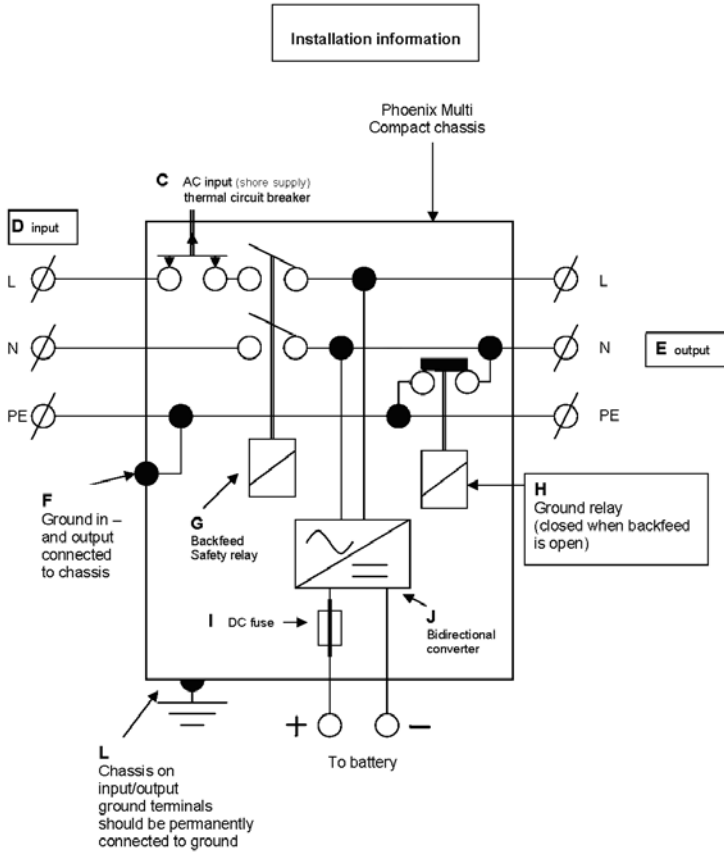 Installation information
Phoenix Multi
Compact chassis
C AC input (shore supply)
thermal circuit breaker
D input
L
L
N
N
E output
PE
PE
F
Ground in –
and output
connected
to chassis
G
Backfeed
Safety relay
H
Ground relay
(closed when backfeed
is open)
I DC fuse
J
Bidirectional
converter
+
–
To battery
L
Chassis on
input/output
ground terminals
should be permanently
connected to ground